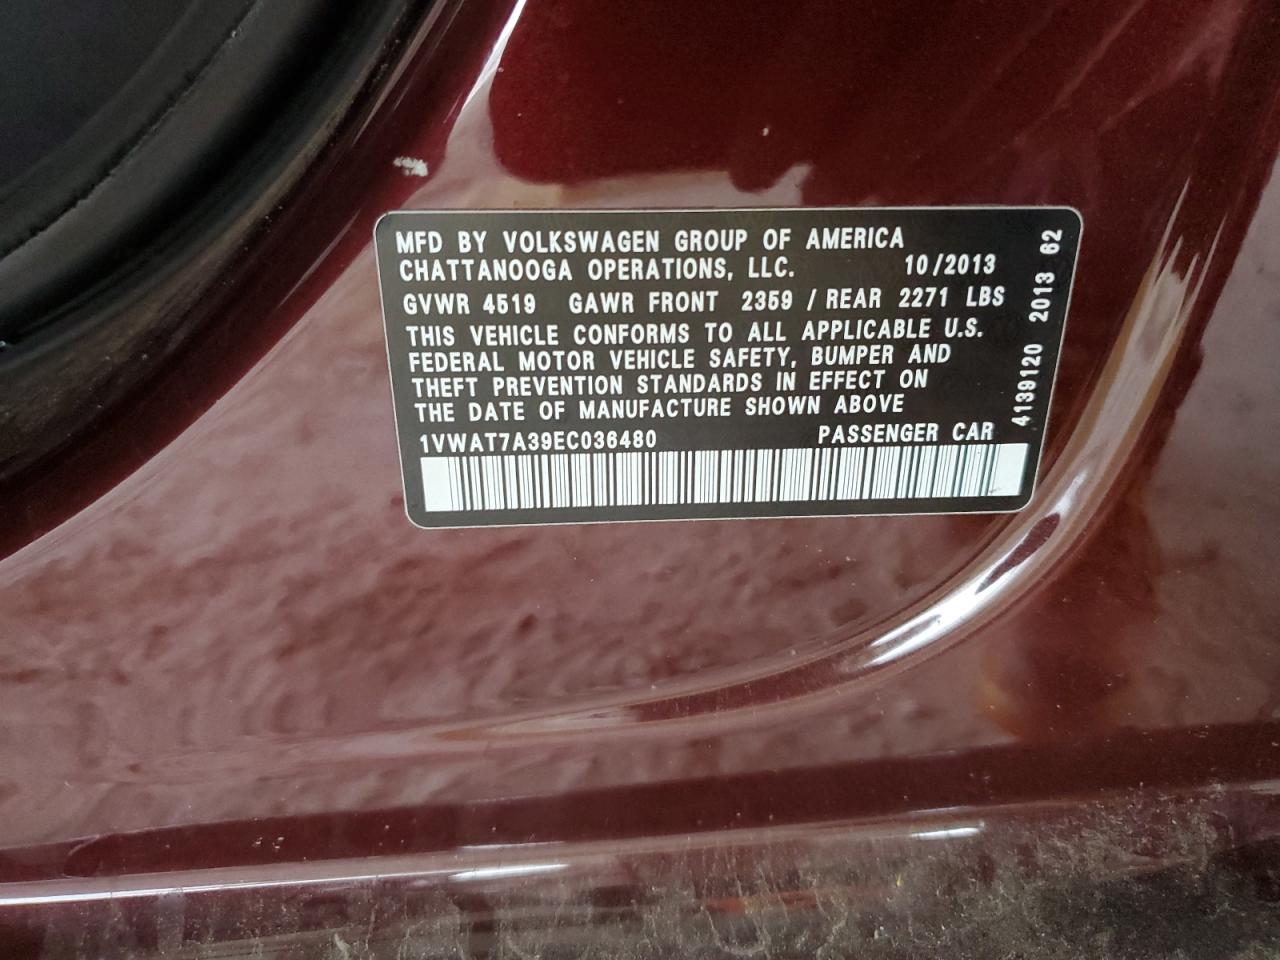 MFD BY VOLKSWAGEN GROUP OF AMERICA
CHATTANOOGA OPERATIONS, LLC. 10/2013
GVWR 4519 GAWR FRONT 2359 / REAR 2271 LBS
THIS VEHICLE CONFORMS TO ALL APPLICABLE U.S.
FEDERAL MOTOR VEHICLE SAFETY, BUMPER AND
THEFT PREVENTION STANDARDS IN EFFECT ON
THE DATE OF MANUFACTURE SHOWN ABOVE
1VWAT7A39EC036480 PASSENGER CAR
4139120 2013 62